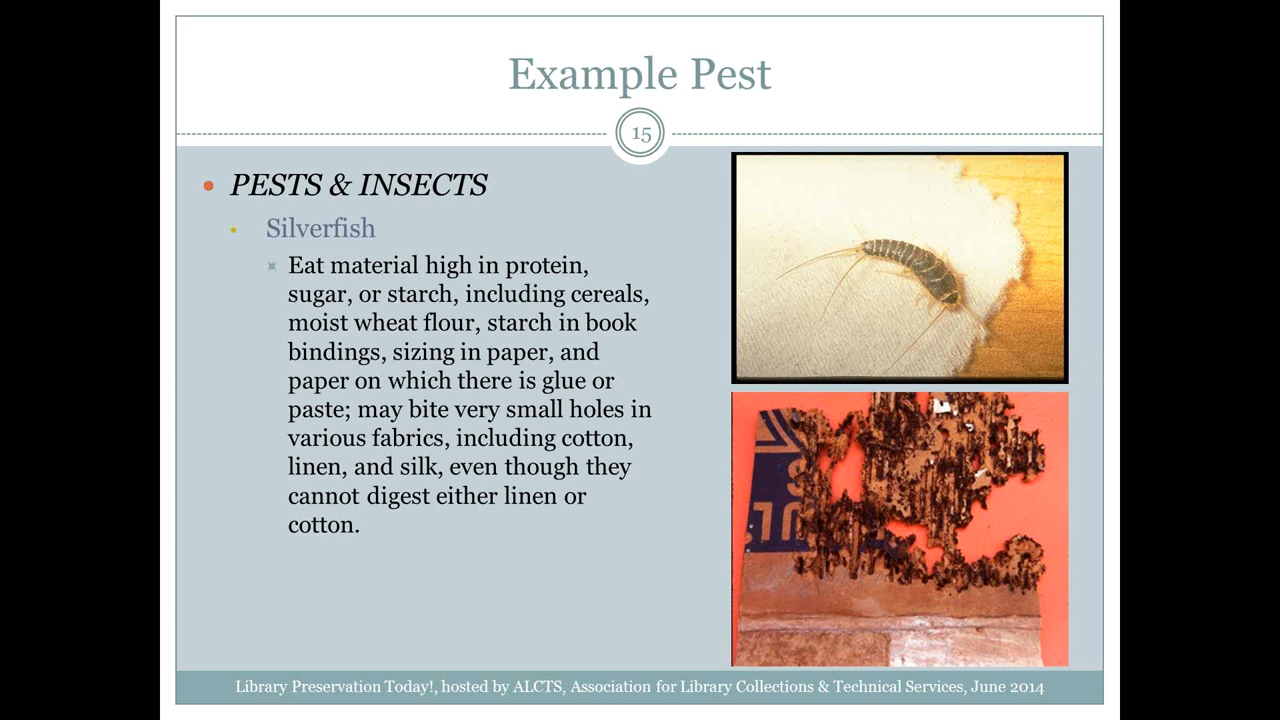 Example Pest
15
PESTS & INSECTS
Silverfish
Eat material high in protein,
sugar, or starch, including cereals,
moist wheat flour, starch in book
bindings, sizing in paper, and
paper on which there is glue or
paste; may bite very small holes in
various fabrics, including cotton,
linen, and silk, even though they
cannot digest either linen or
cotton.
Library Preservation Today!, hosted by ALCTS, Association for Library Collections & Technical Services, June 2014